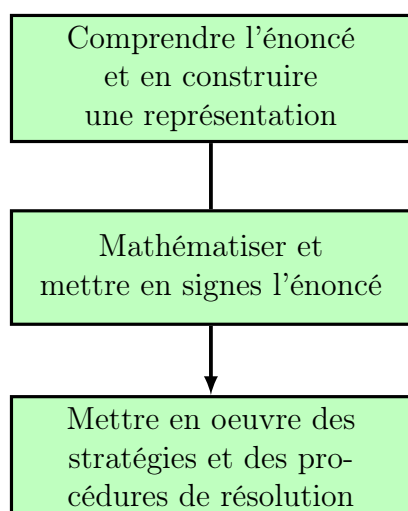 Comprendre l'énoncé
et en construire
une représentation
Mathématiser et
mettre en signes l'énoncé
Mettre en oeuvre des
stratégies et des pro-
cédures de résolution